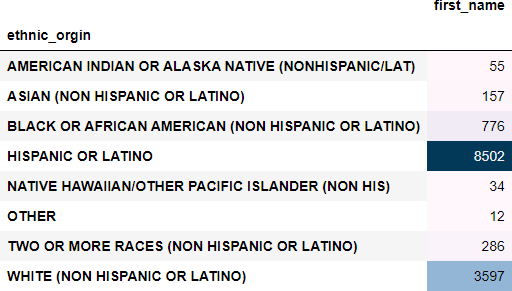 first_name
ethnic_orgin
AMERICAN INDIAN OR ALASKA NATIVE (NONHISPANIC/LAT) 55
ASIAN (NON HISPANIC OR LATINO) 157
BLACK OR AFRICAN AMERICAN (NON HISPANIC OR LATINO) 776
HISPANIC OR LATINO 8502
NATIVE HAWAIIAN/OTHER PACIFIC ISLANDER (NON HIS) 34
OTHER 12
TWO OR MORE RACES (NON HISPANIC OR LATINO) 286
WHITE (NON HISPANIC OR LATINO) 3597